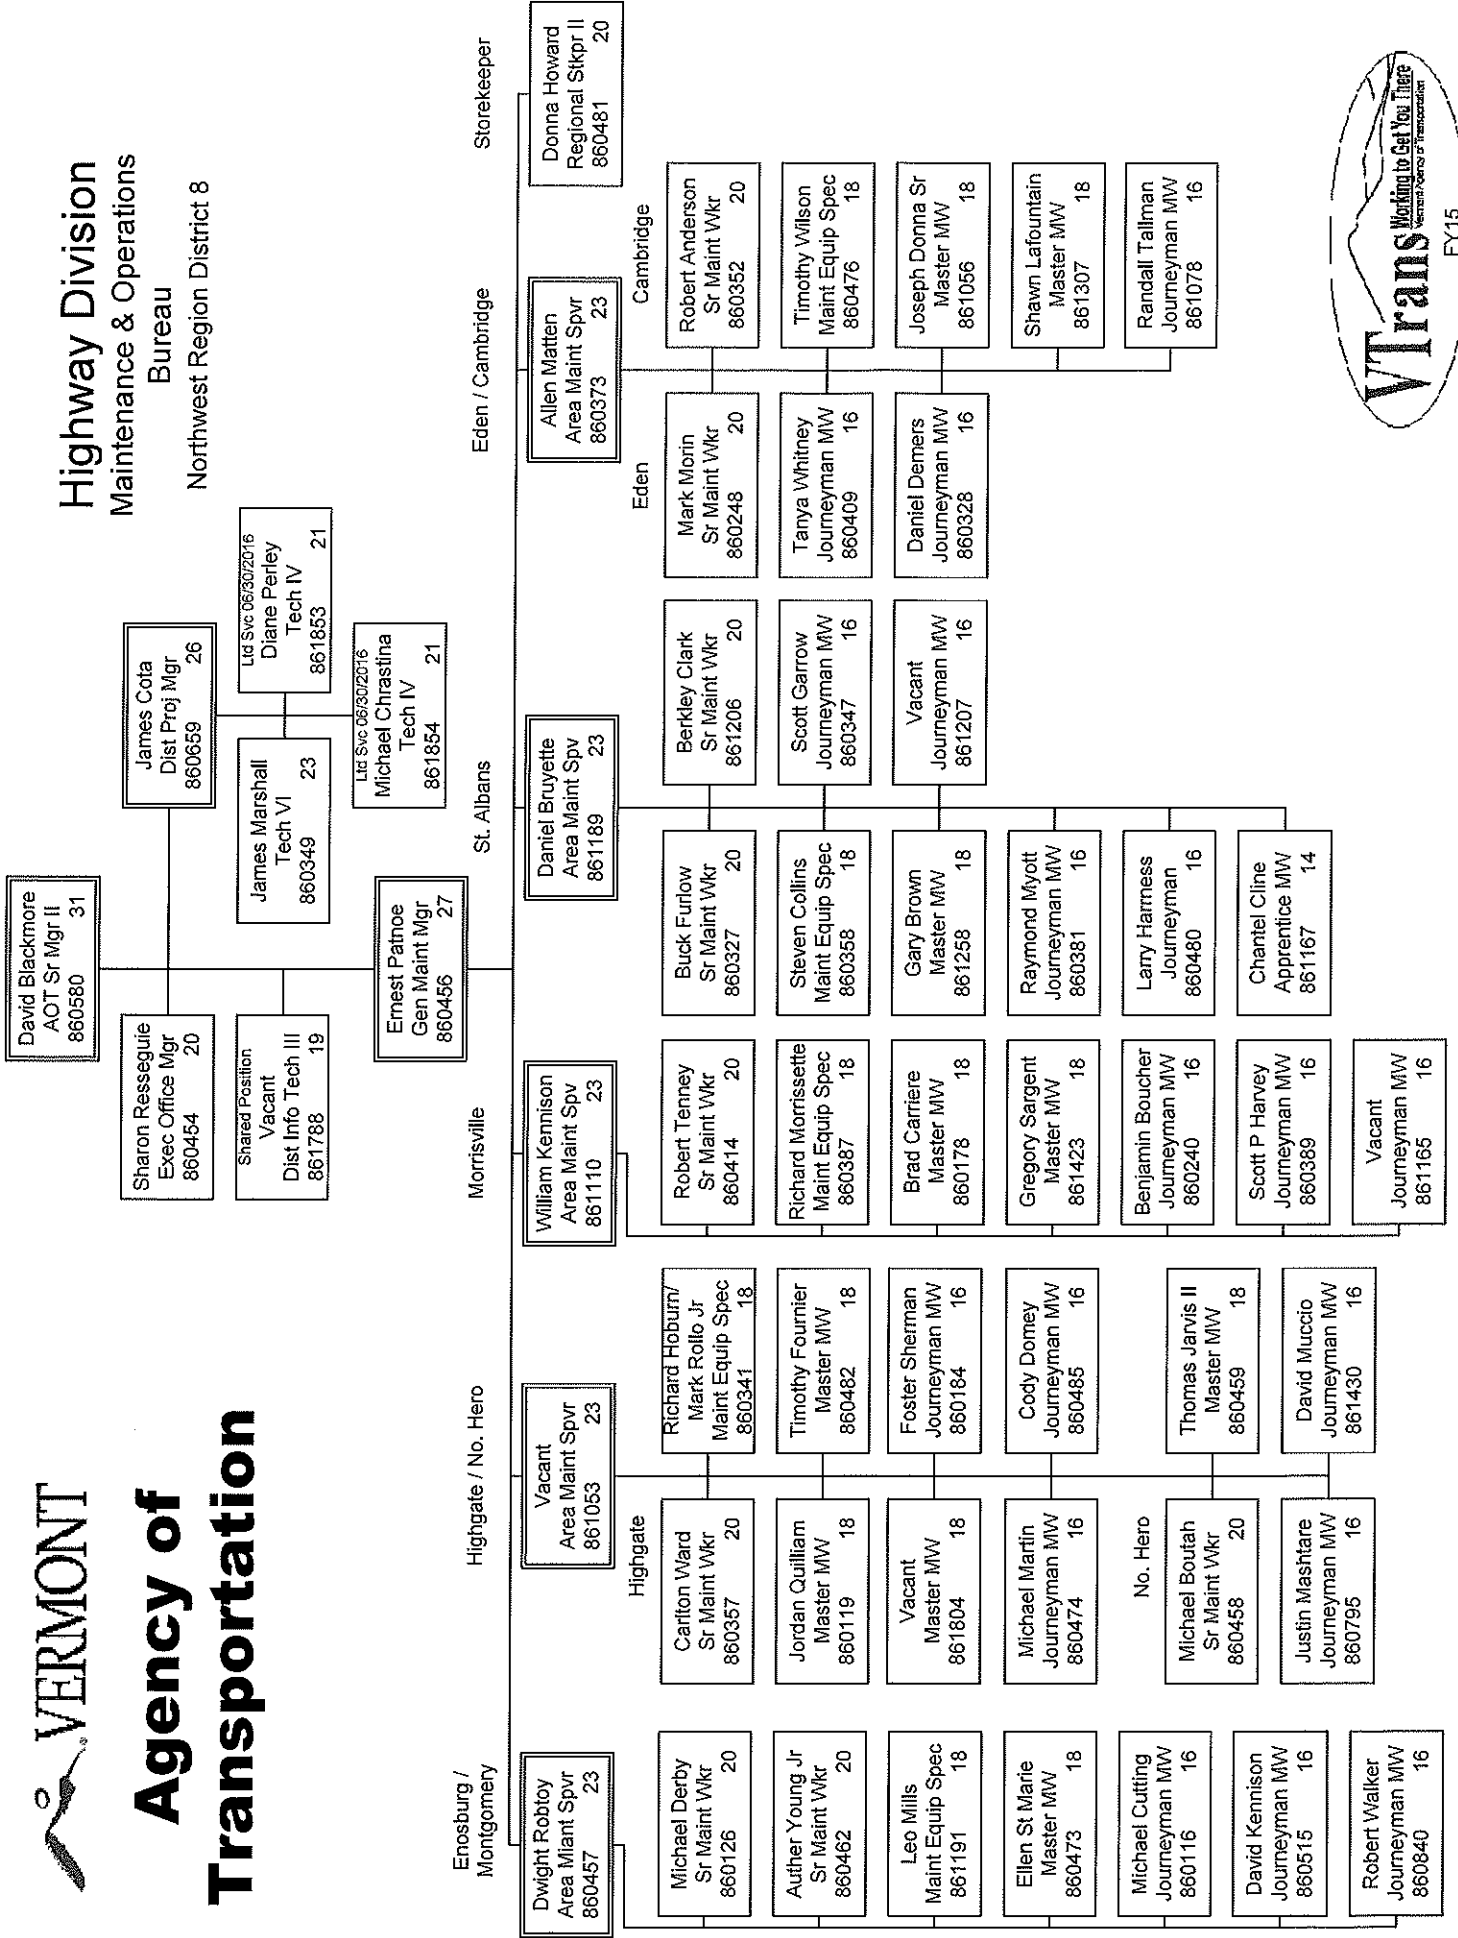 VERMONT
Agency of
Transportation
Highway Division
Maintenance & Operations
Bureau
Northwest Region District 8
David Blackmore
AOT Sr Mgr II
860580 31
Sharon Resseguie
Exec Office Mgr
860454 20
James Cota
Dist Proj Mgr
860659 26
Shared Position
Vacant
Dist Info Tech III
861788 19
James Marshall
Tech VI
860349 23
Ltd Svc 06/30/2016
Diane Perley
Tech IV
861853 21
Ltd Svc 06/30/2016
Michael Chrastina
Tech IV
861854 21
Ernest Patnoe
Gen Maint Mgr
860456 27
Enosburg /
Montgomery
Dwight Robtoy
Area Miant Spvr
860457 23
Michael Derby
Sr Maint Wkr
860126 20
Auther Young Jr
Sr Maint Wkr
860462 20
Leo Mills
Maint Equip Spec
861191 18
Ellen St Marie
Master MW
860473 18
Michael Cutting
Journeyman MW
860116 16
David Kennison
Journeyman MW
860515 16
Robert Walker
Journeyman MW
860840 16
Highgate / No. Hero
Vacant
Area Maint Spvr
861053 23
Highgate
Carlton Ward
Sr Maint Wkr
860357 20
Richard Hoburn/
Mark Rollo Jr
Maint Equip Spec
860341 18
Jordan Quilliam
Master MW
860119 18
Timothy Fournier
Master MW
860482 18
Vacant
Master MW
861804 18
Foster Sherman
Journeyman MW
860184 16
Michael Martin
Journeyman MW
860474 16
Cody Domey
Journeyman MW
860485 16
No. Hero
Michael Boutah
Sr Maint Wkr
860458 20
Thomas Jarvis II
Master MW
860459 18
Justin Mashtare
Journeyman MW
860795 16
David Muccio
Journeyman MW
861430 16
Morrisville
William Kennison
Area Maint Spv
861110 23
Robert Tenney
Sr Maint Wkr
860414 20
Richard Morrissette
Maint Equip Spec
860387 18
Brad Carriere
Master MW
860178 18
Gregory Sargent
Master MW
861423 18
Benjamin Boucher
Journeyman MW
860240 16
Scott P Harvey
Journeyman MW
860389 16
Vacant
Journeyman MW
861165 16
St. Albans
Daniel Bruyette
Area Maint Spv
861189 23
Buck Furlow
Sr Maint Wkr
860327 20
Berkley Clark
Sr Maint Wkr
861206 20
Steven Collins
Maint Equip Spec
860358 18
Scott Garrow
Journeyman MW
860347 16
Gary Brown
Master MW
861258 18
Vacant
Journeyman MW
861207 16
Raymond Myott
Journeyman MW
860381 16
Larry Harness
Journeyman
860480 16
Chantel Cline
Apprentice MW
861167 14
Eden / Cambridge
Allen Matten
Area Maint Spvr
860373 23
Eden
Mark Morin
Sr Maint Wkr
860248 20
Tanya Whitney
Journeyman MW
860409 16
Daniel Demers
Journeyman MW
860328 16
Cambridge
Robert Anderson
Sr Maint Wkr
860352 20
Timothy Wilson
Maint Equip Spec
860476 18
Joseph Donna Sr
Master MW
861056 18
Shawn Lafountain
Master MW
861307 18
Randall Tallman
Journeyman MW
861078 16
Storekeeper
Donna Howard
Regional Stkpr II
860481 20
VTrans Working to Get You There
Vermont Agency of Transportation
FY15